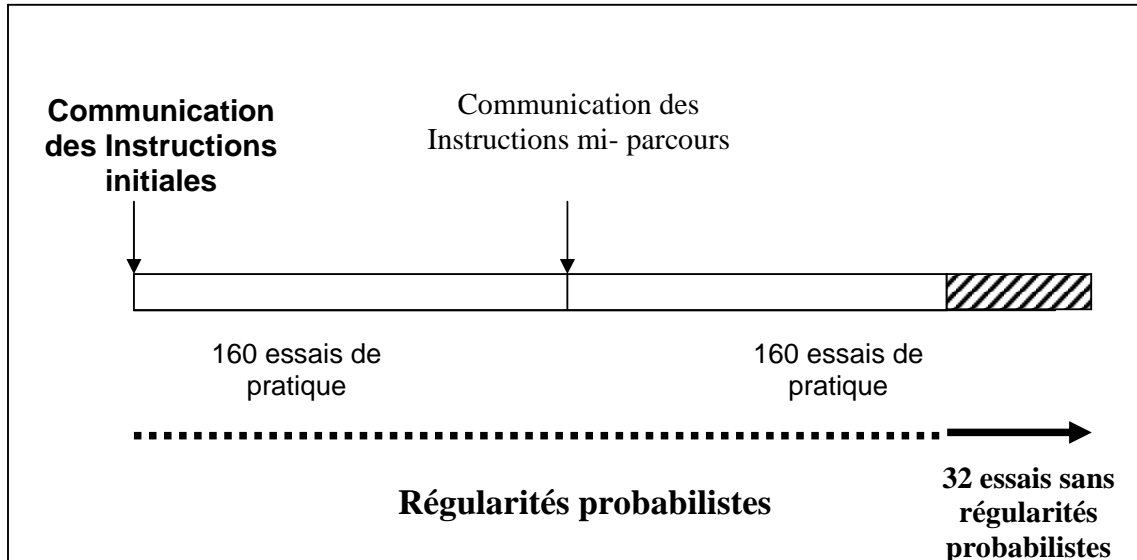 Communication
des Instructions
initiales
Communication des
Instructions mi- parcours
160 essais de
pratique
160 essais de
pratique
Régularités probabilistes
32 essais sans
régularités
probabilistes